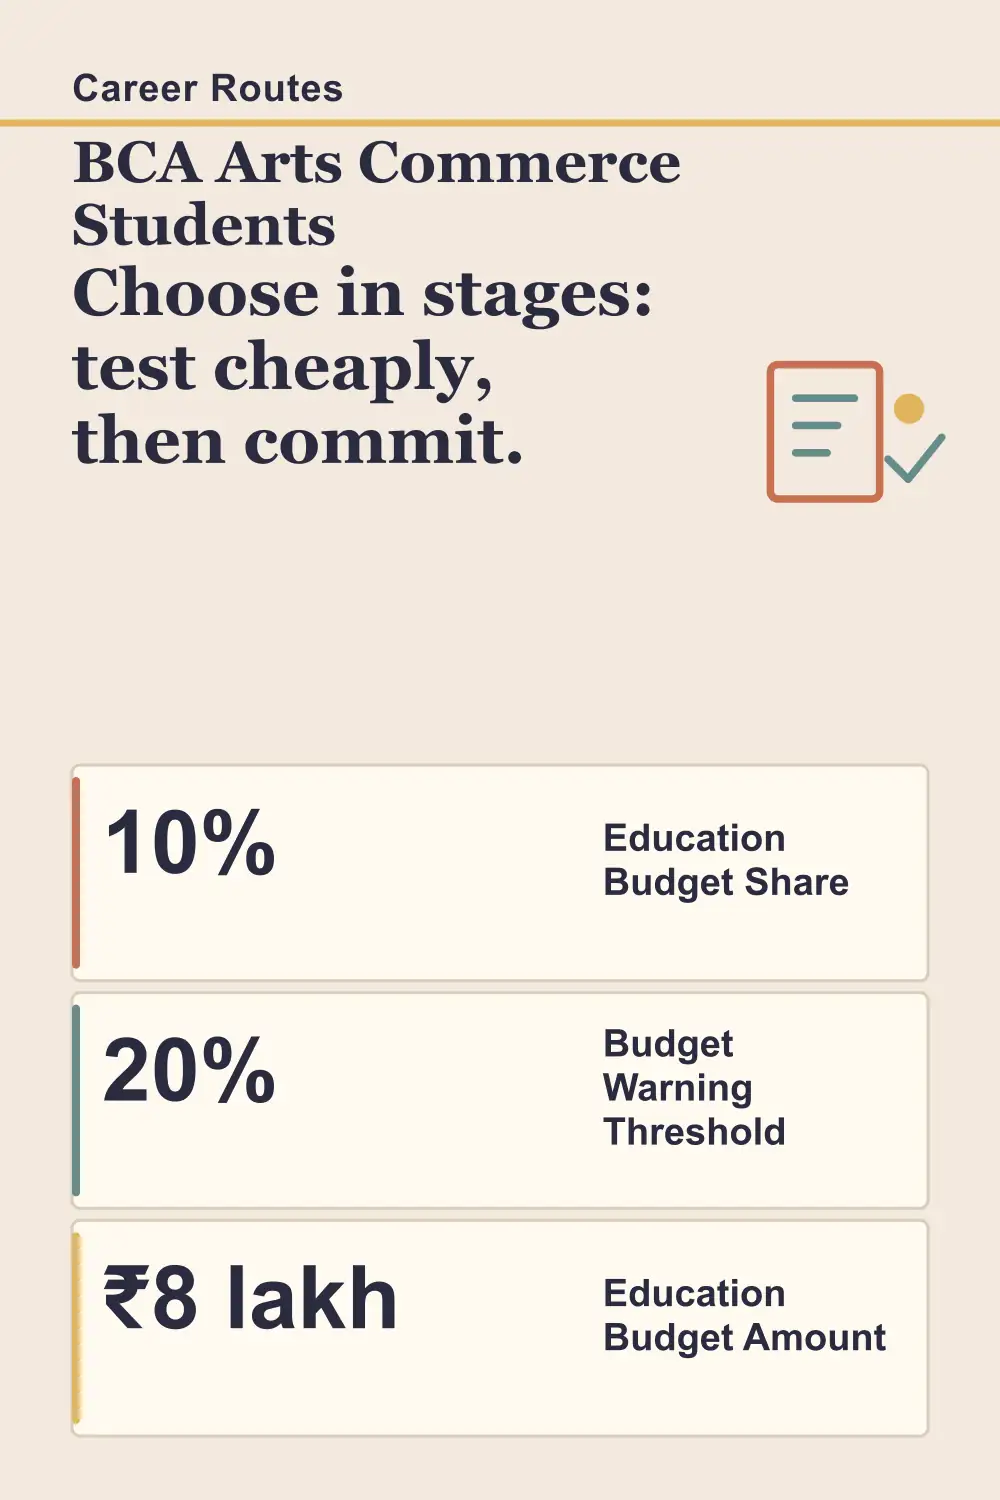 Career Routes
BCA Arts Commerce
Students
Choose in stages:
test cheaply,
then commit.
10%
Education
Budget Share
20%
Budget
Warning
Threshold
₹8 lakh
Education
Budget Amount